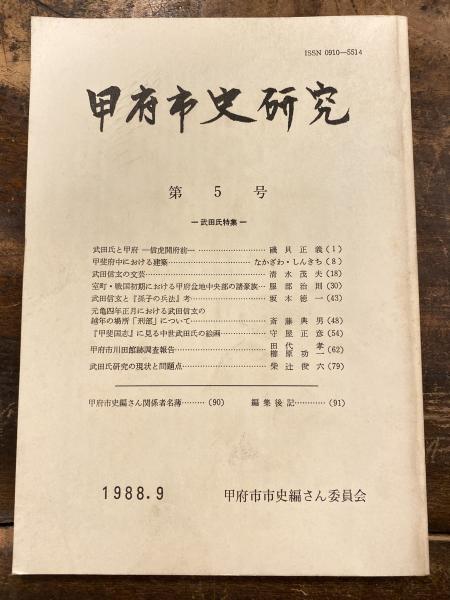 ISSN 0910—5514
甲府市史研究
第 5 号
— 武田氏特集 —
武田氏と甲府 —信虎開府前— ………………………… 磯貝正義 (1)
甲斐府中における建築 ………………………… なかざわ・しんきち (8)
武田信玄の文芸 ………………………… 清水茂夫 (18)
室町・戦国初期における甲府盆地中央部の諸豪族… 服部治則 (30)
武田信玄と『孫子の兵法』考 ………………………… 坂本徳一 (43)
元亀四年正月における武田信玄の
越年の場所「刑部」について ………………………… 斎藤典男 (48)
『甲斐国志』に見る中世武田氏の絵画 ………………………… 守屋正彦 (54)
甲府市川田館跡調査報告 ………………………… 田代孝 櫛原功一 (62)
武田氏研究の現状と問題点 ………………………… 柴辻俊六 (79)
甲府市史編さん関係者名簿……… (90) 編集後記………… (91)
1988.9 甲府市市史編さん委員会